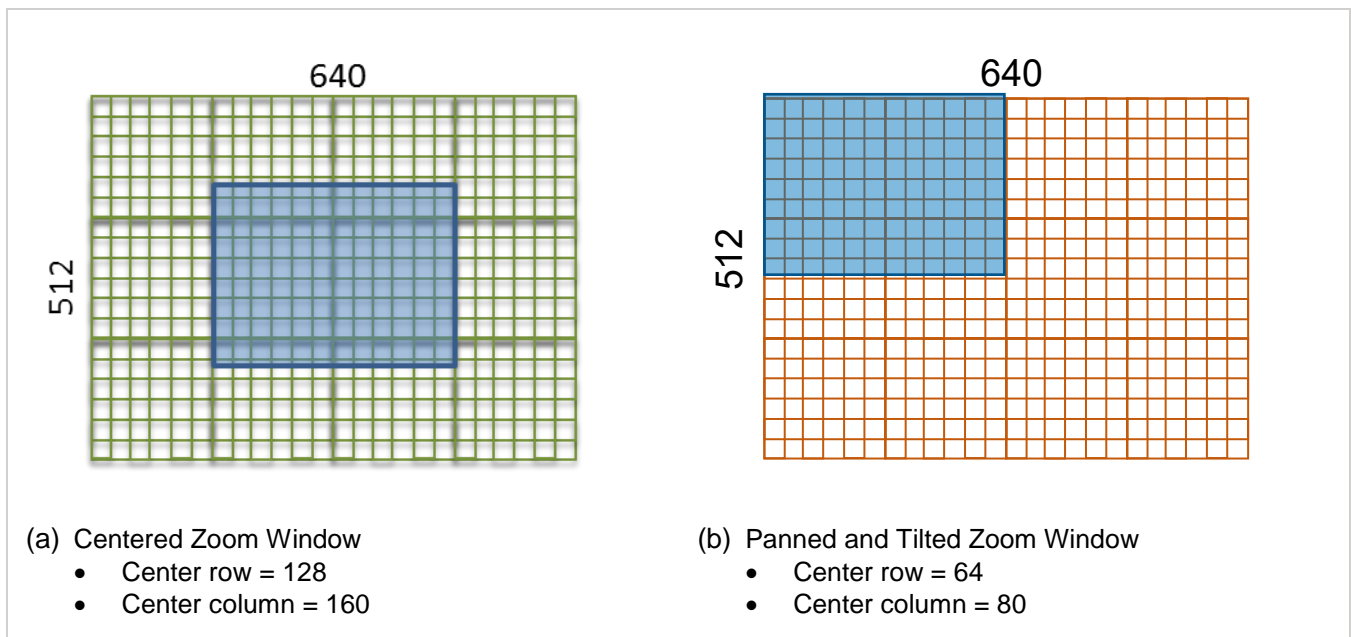 640
512
(a) Centered Zoom Window
• Center row = 128
• Center column = 160
640
512
(b) Panned and Tilted Zoom Window
• Center row = 64
• Center column = 80